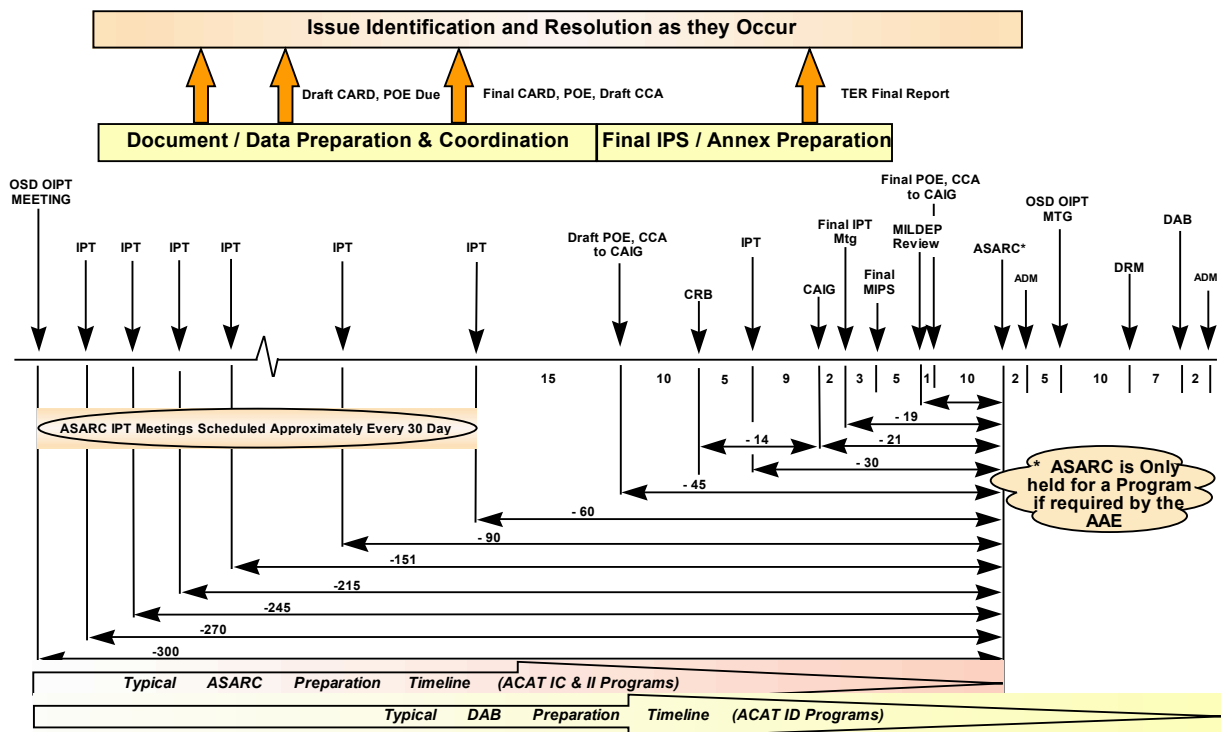 Issue Identification and Resolution as they Occur
Draft CARD, POE Due
Final CARD, POE, Draft CCA
TER Final Report
Document / Data Preparation & Coordination
Final IPS / Annex Preparation
OSD OIPT
MEETING
IPT
IPT
IPT
IPT
IPT
IPT
Draft POE, CCA
to CAIG
CRB
IPT
CAIG
Final IPT
Mtg
Final
MIPS
MILDEP
Review
Final POE, CCA
to CAIG
ASARC*
ADM
OSD OIPT
MTG
DRM
DAB
ADM
15
10
5
9
2
3
5
1
10
2
5
10
7
2
ASARC IPT Meetings Scheduled Approximately Every 30 Day
- 19
- 14
- 21
- 30
- 45
- 60
- 90
-151
-215
-245
-270
-300
* ASARC is Only
held for a Program
if required by the
AAE
Typical ASARC Preparation Timeline (ACAT IC & II Programs)
Typical DAB Preparation Timeline (ACAT ID Programs)